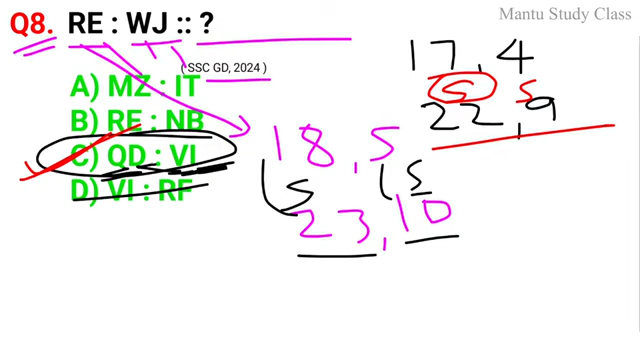 Mantu Study Class
Q8. RE : WJ :: ?
( SSC GD, 2024 )
A) MZ : IT
B) RE : NB
C) QD : VI
D) VI : RF
17, 4
5 5
22, 9
18, 5
5 5
23, 10